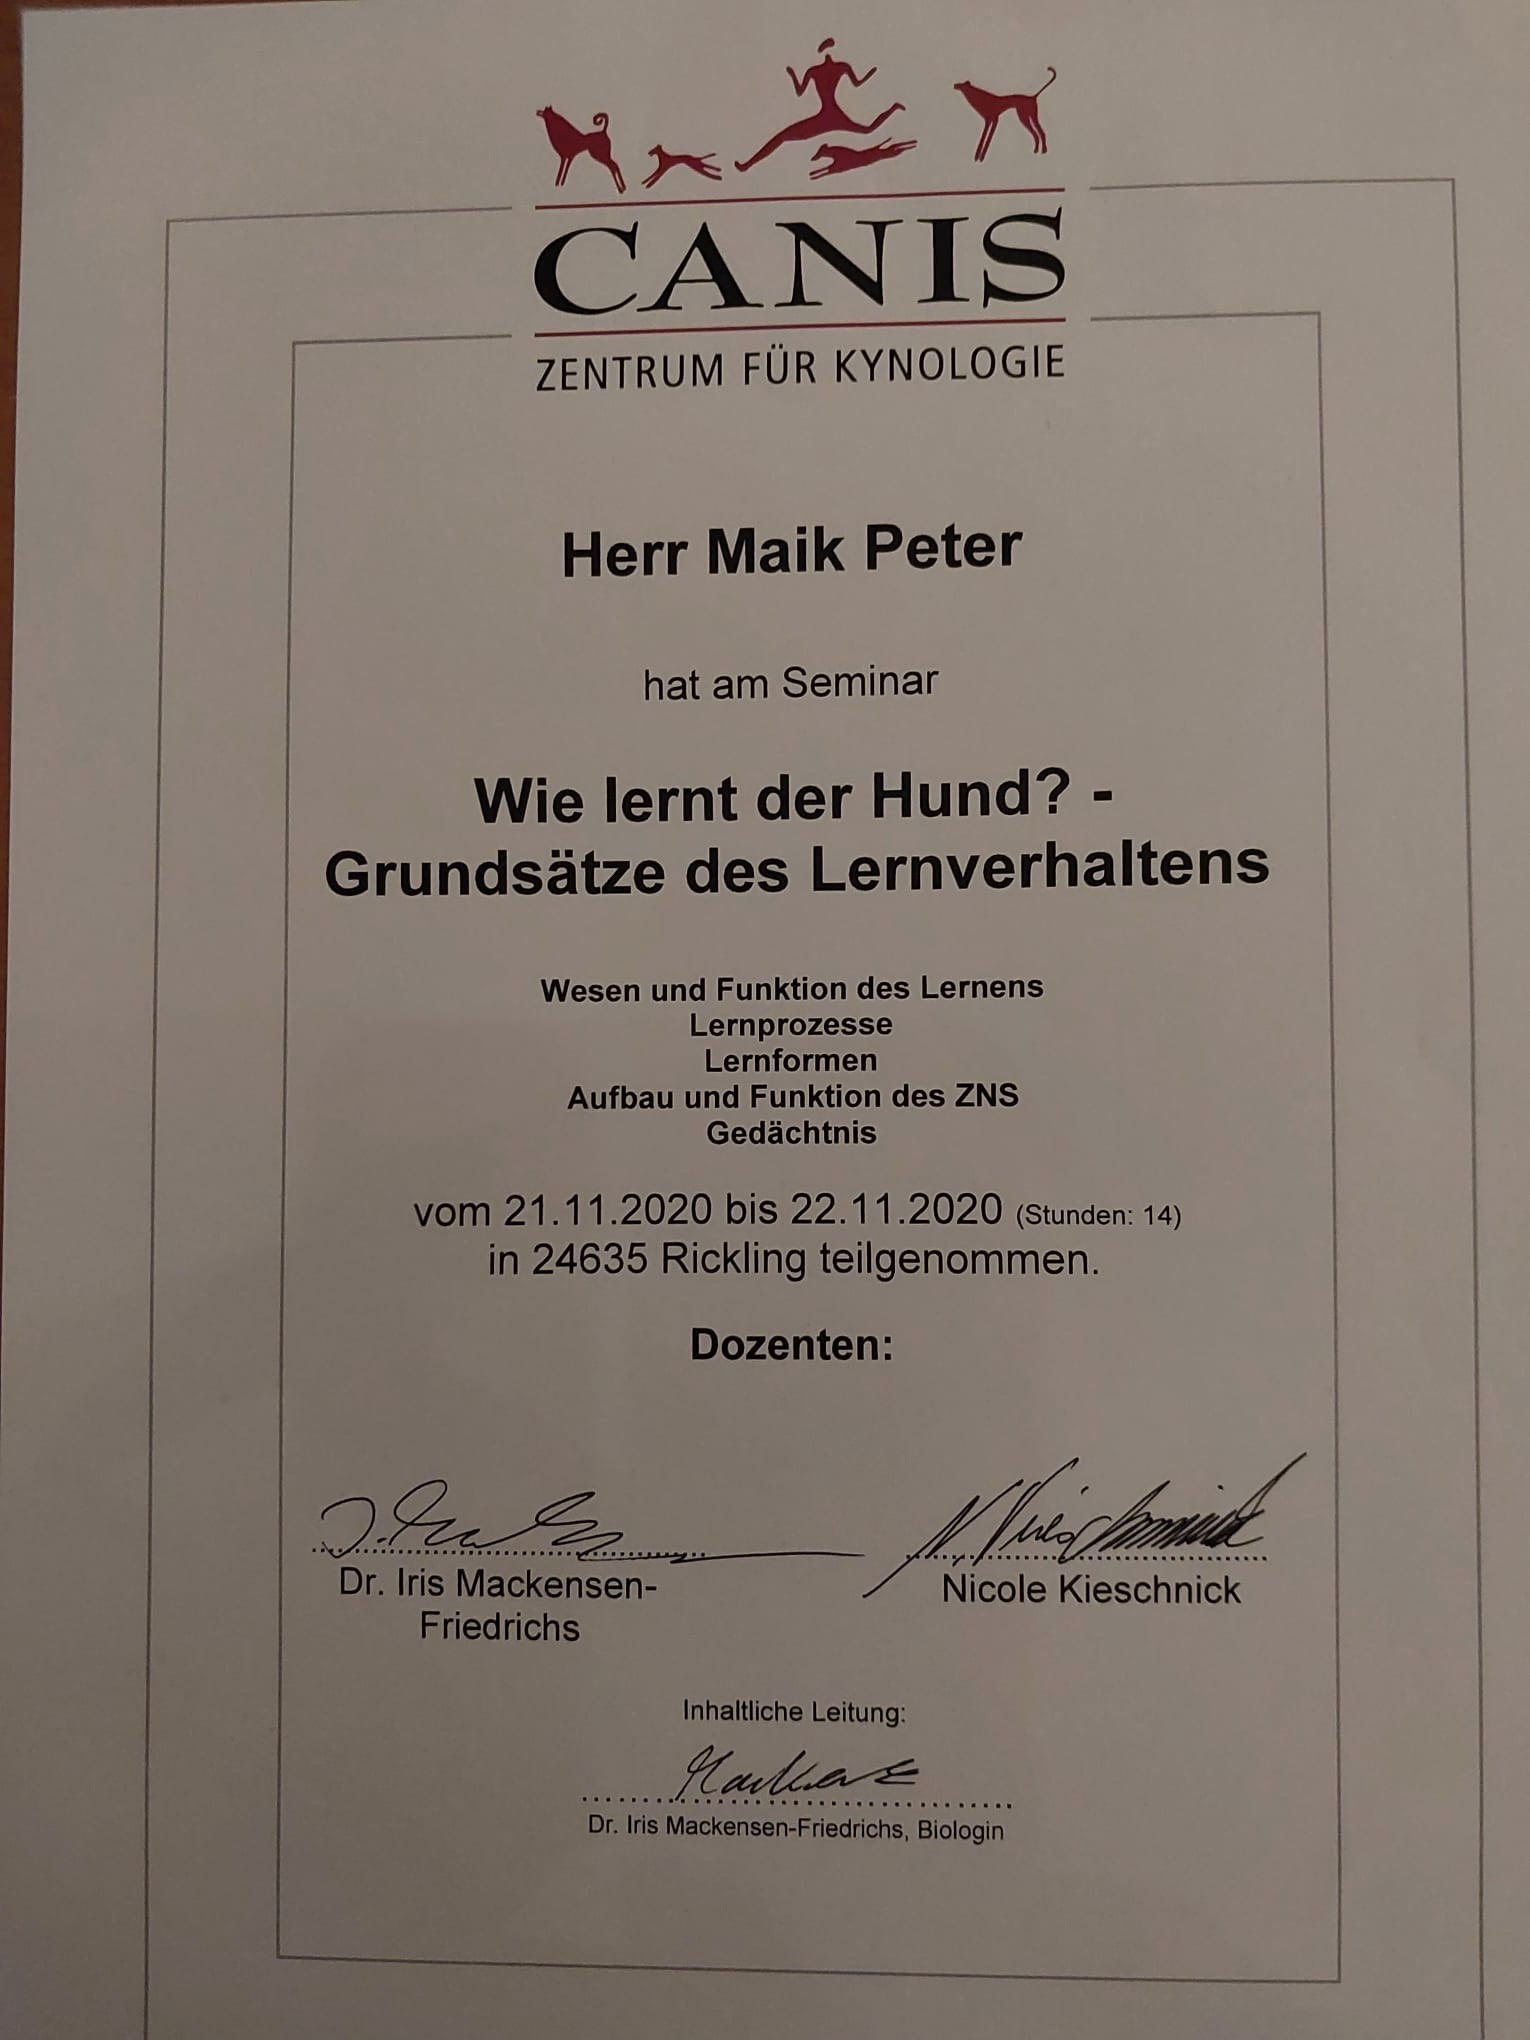 CANIS
ZENTRUM FÜR KYNOLOGIE
Herr Maik Peter
hat am Seminar
Wie lernt der Hund? -
Grundsätze des Lernverhaltens
Wesen und Funktion des Lernens
Lernprozesse
Lernformen
Aufbau und Funktion des ZNS
Gedächtnis
vom 21.11.2020 bis 22.11.2020 (Stunden: 14)
in 24635 Rickling teilgenommen.
Dozenten:
Dr. Iris Mackensen-
Friedrichs
Nicole Kieschnick
Inhaltliche Leitung:
Dr. Iris Mackensen-Friedrichs, Biologin